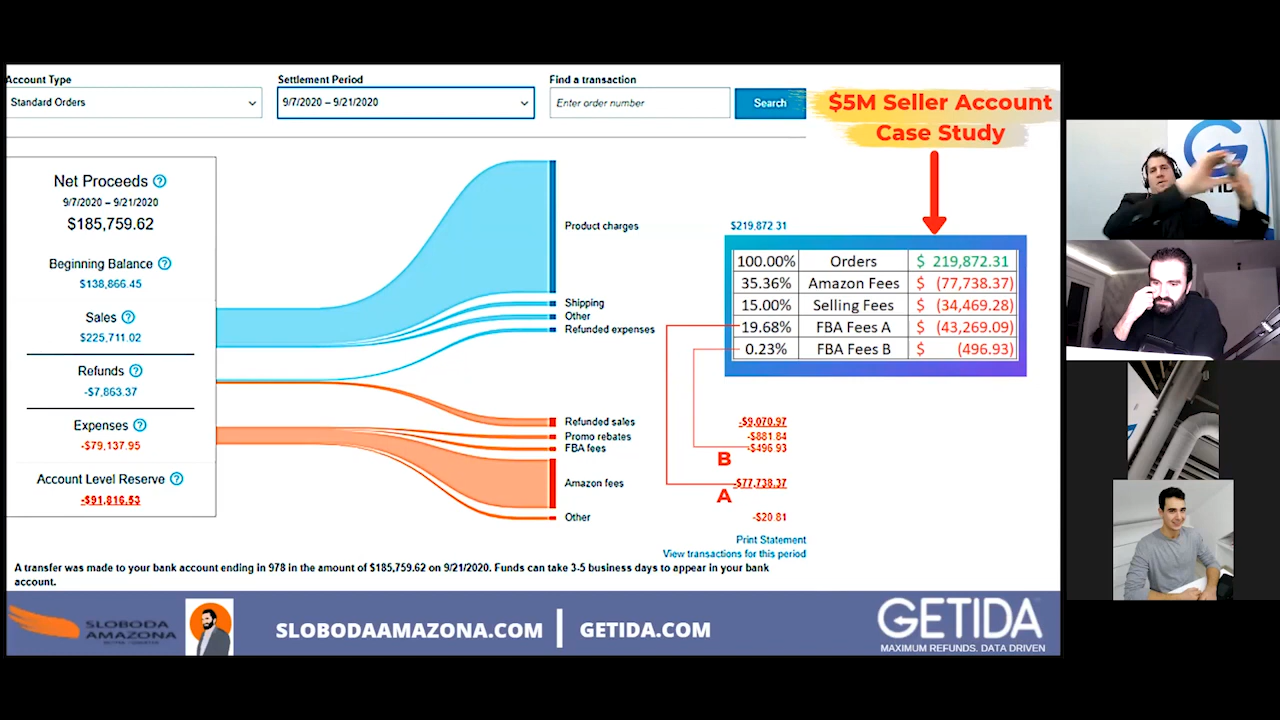 Account Type
Standard Orders
Settlement Period
9/7/2020 – 9/21/2020
Find a transaction
Enter order number
Search
$5M Seller Account
Case Study
Net Proceeds ?
9/7/2020 – 9/21/2020
$185,759.62
Beginning Balance ?
$138,866.45
Sales ?
$225,711.02
Refunds ?
-$7,863.37
Expenses ?
-$79,137.95
Account Level Reserve ?
-$91,816.53
Product charges
$219,872.31
Shipping
Other
Refunded expenses
100.00% Orders $ 219,872.31
35.36% Amazon Fees $ (77,738.37)
15.00% Selling Fees $ (34,469.28)
19.68% FBA Fees A $ (43,269.09)
0.23% FBA Fees B $ (496.93)
Refunded sales -$9,070.97
Promo rebates -$881.84
FBA fees -$496.93
B
Amazon fees -$77,738.37
A
Other -$20.81
Print Statement
View transactions for this period
A transfer was made to your bank account ending in 978 in the amount of $185,759.62 on 9/21/2020. Funds can take 3-5 business days to appear in your bank
account.
SLOBODA
AMAZONA
SLOBODAAMAZONA.COM | GETIDA.COM
GETIDA
MAXIMUM REFUNDS. DATA DRIVEN